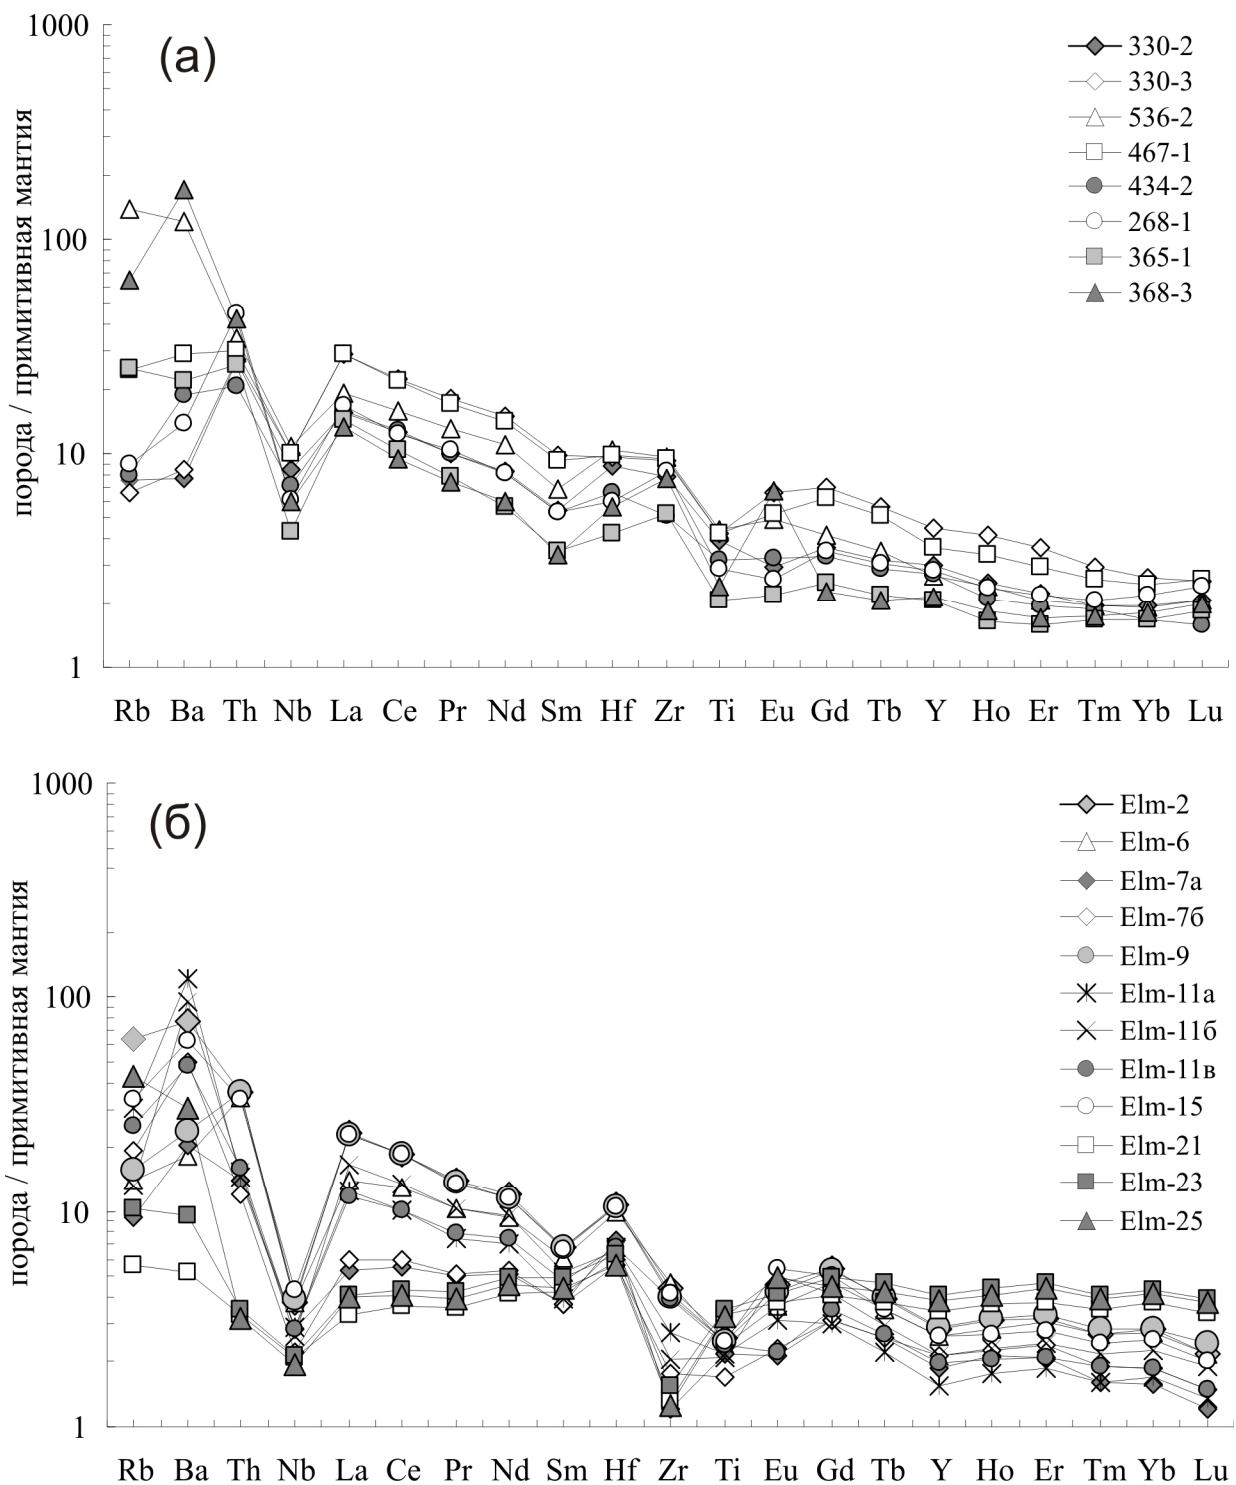 1000
(а)
330-2
330-3
536-2
467-1
434-2
268-1
365-1
368-3
порода / примитивная мантия
100
10
1
Rb Ba Th Nb La Ce Pr Nd Sm Hf Zr Ti Eu Gd Tb Y Ho Er Tm Yb Lu
1000
(б)
Elm-2
Elm-6
Elm-7а
Elm-7б
Elm-9
Elm-11а
Elm-11б
Elm-11в
Elm-15
Elm-21
Elm-23
Elm-25
порода / примитивная мантия
100
10
1
Rb Ba Th Nb La Ce Pr Nd Sm Hf Zr Ti Eu Gd Tb Y Ho Er Tm Yb Lu